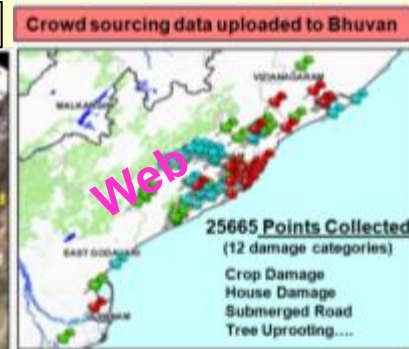 Crowd sourcing data uploaded to Bhuvan
VIZIANAGARAM
MALKANGIRI
Web
25665 Points Collected
(12 damage categories)
EAST GODAVARI
Crop Damage
House Damage
Submerged Road
Tree Uprooting....